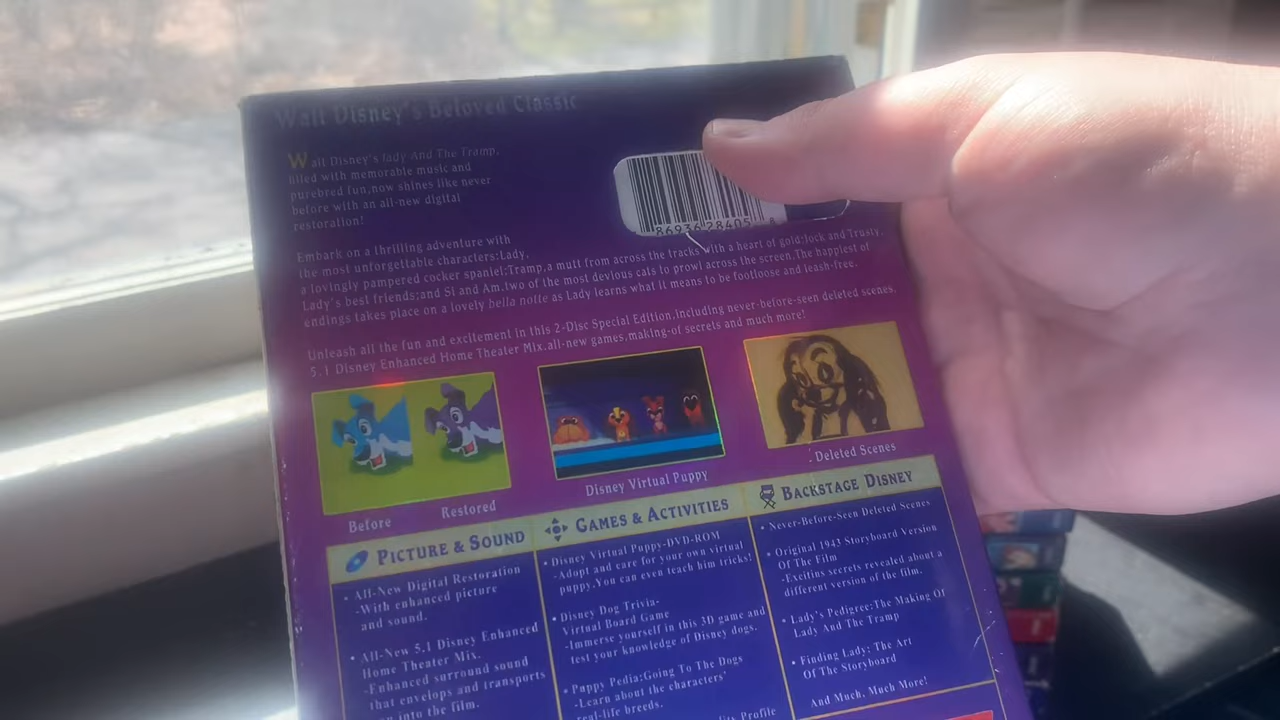 Walt Disney's Beloved Classic
Walt Disney's Lady And The Tramp,
filled with memorable music and
purebred fun,now shines like never
before with an all-new digital
restoration!
86936 28405
Embark on a thrilling adventure with
the most unforgettable characters:Lady,
a lovingly pampered cocker spaniel;Tramp,a mutt from across the tracks with a heart of gold;Jock and Trusty,
Lady's best friends;and Si and Am,two of the most devious cats to prowl across the screen.The happiest of
endings takes place on a lovely bella notte as Lady learns what it means to be footloose and leash-free.
Unleash all the fun and excitement in this 2-Disc Special Edition,including never-before-seen deleted scenes,
5.1 Disney Enhanced Home Theater Mix,all-new games,making-of secrets and much more!
Before
Restored
Disney Virtual Puppy
: Deleted Scenes
PICTURE & SOUND
• All-New Digital Restoration
-With enhanced picture
and sound.
• All-New 5.1 Disney Enhanced
Home Theater Mix.
-Enhanced surround sound
that envelops and transports
into the film.
GAMES & ACTIVITIES
• Disney Virtual Puppy-DVD-ROM
-Adopt and care for your own virtual
puppy.You can even teach him tricks!
• Disney Dog Trivia-
Virtual Board Game
-Immerse yourself in this 3D game and
test your knowledge of Disney dogs.
• Puppy Pedia:Going To The Dogs
-Learn about the characters'
real-life breeds.
Profile
BACKSTAGE DISNEY
• Never-Before-Seen Deleted Scenes
• Original 1943 Storyboard Version
Of The Film
-Excitins secrets revealed about a
different version of the film.
• Lady's Pedigree:The Making Of
Lady And The Tramp
• Finding Lady: The Art
Of The Storyboard
And Much, Much More!